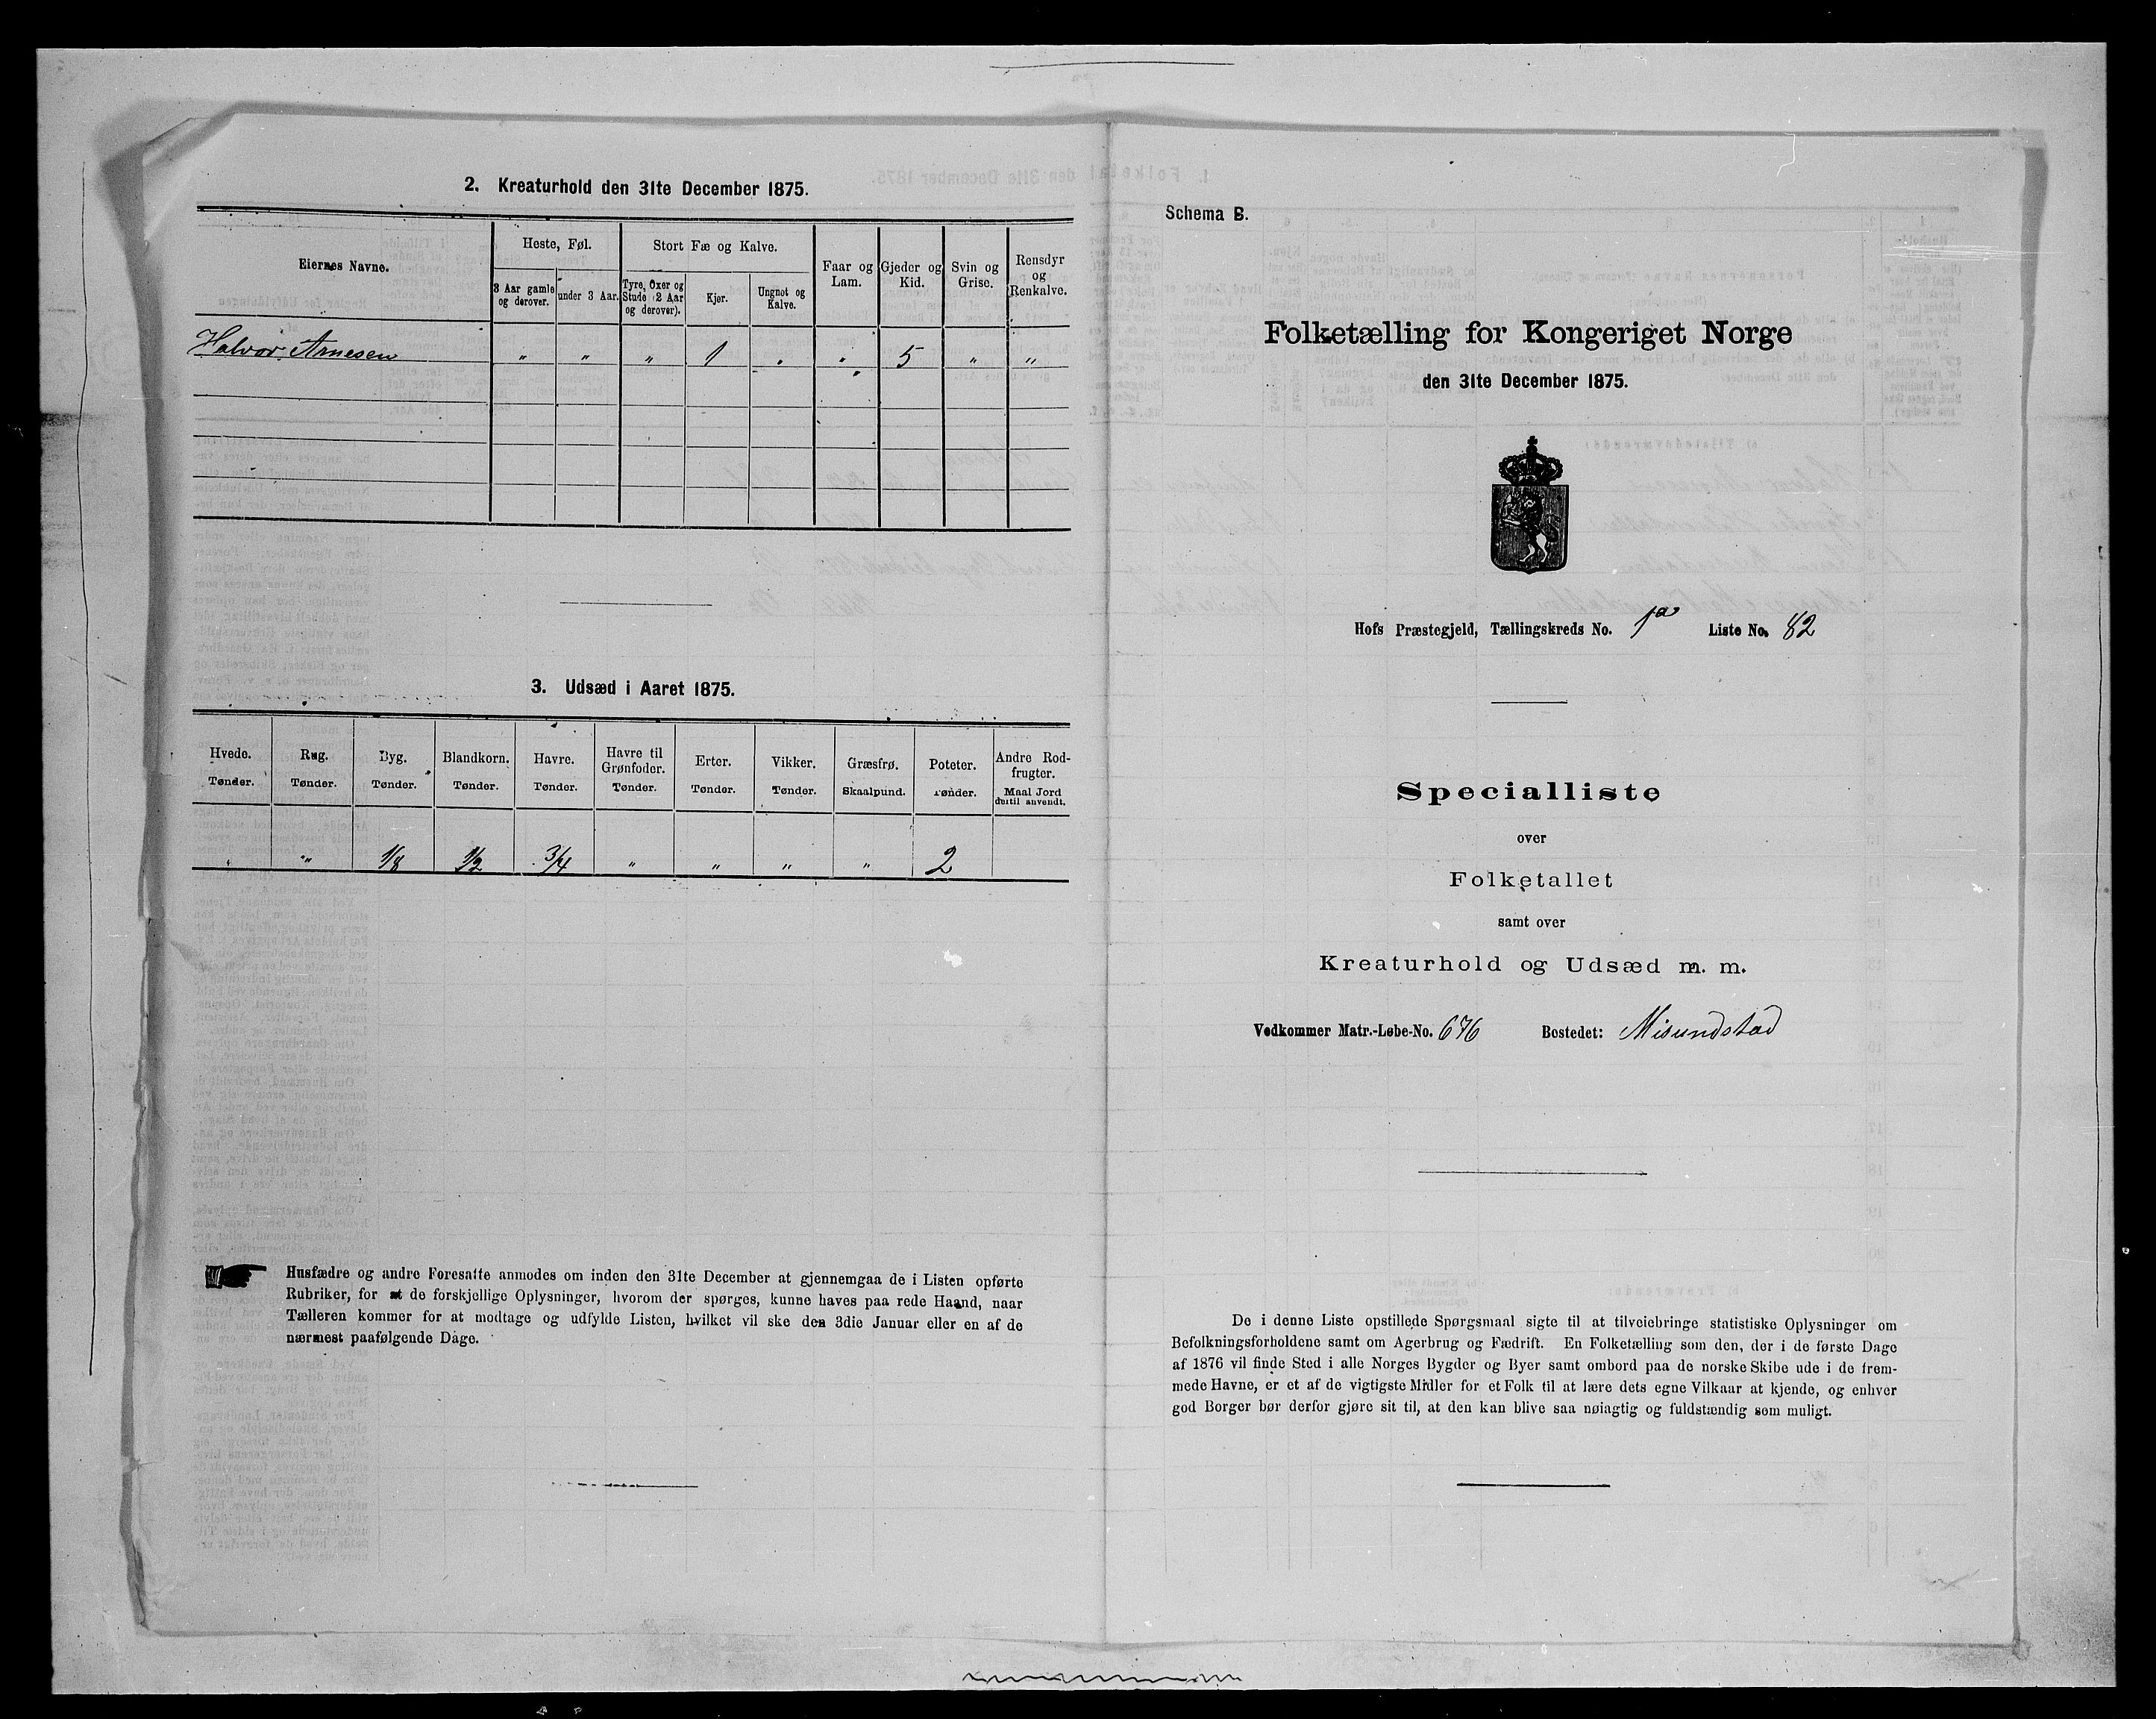 2. Kreaturhold den 31te December 1875.
Eiernes Navne.
Heste, Føl.
Stort Fæ og Kalve.
Faar og Lam.
Gjeder og Kid.
Svin og Grise.
Rensdyr og Renkalve.
3 Aar gamle og derover.
under 3 Aar.
Tyre, Oxer og Stude (2 Aar og derover).
Kjør.
Ungnot og Kalve.
Halvor Arnesen " " " 1 " " 5 " "
3. Udsæd i Aaret 1875.
Hvede. Rug. Byg. Blandkorn. Havre. Havre til Grønfoder. Erter. Vikker. Græsfrø. Poteter. Andre Rodfrugter.
Tønder. Tønder. Tønder. Tønder. Tønder. Tønder. Tønder. Tønder. Skaalpund. Tønder. Maal Jord dertil anvendt.
" " 1/8 1/2 3/4 " " " " 2
Husfædre og andre Foresatte anmodes om inden den 31te December at gjennemgaa de i Listen opførte
Rubriker, for at de forskjellige Oplysninger, hvorom der spørges, kunne haves paa rede Haand, naar
Tælleren kommer for at modtage og udfylde Listen, hvilket vil ske den 3die Januar eller en af de
nærmest paafølgende Dage.
Schema B.
Folketælling for Kongeriget Norge
den 31te December 1875.
Hofs Præstegjeld, Tællingskreds No. 1a Liste No. 82
Specialliste
over
Folketallet
samt over
Kreaturhold og Udsæd m. m.
Vedkommer Matr.-Løbe-No. 676 Bostedet: Misundstad
De i denne Liste opstillede Spørgsmaal sigte til at tilveiebringe statistiske Oplysninger om
Befolkningsforholdene samt om Agerbrug og Fædrift. En Folketælling som den, der i de første Dage
af 1876 vil finde Sted i alle Norges Bygder og Byer samt ombord paa de norske Skibe ude i de frem-
mede Havne, er et af de vigtigste Midler for et Folk til at lære dets egne Vilkaar at kjende, og enhver
god Borger bør derfor gjøre sit til, at den kan blive saa nøiagtig og fuldstændig som muligt.